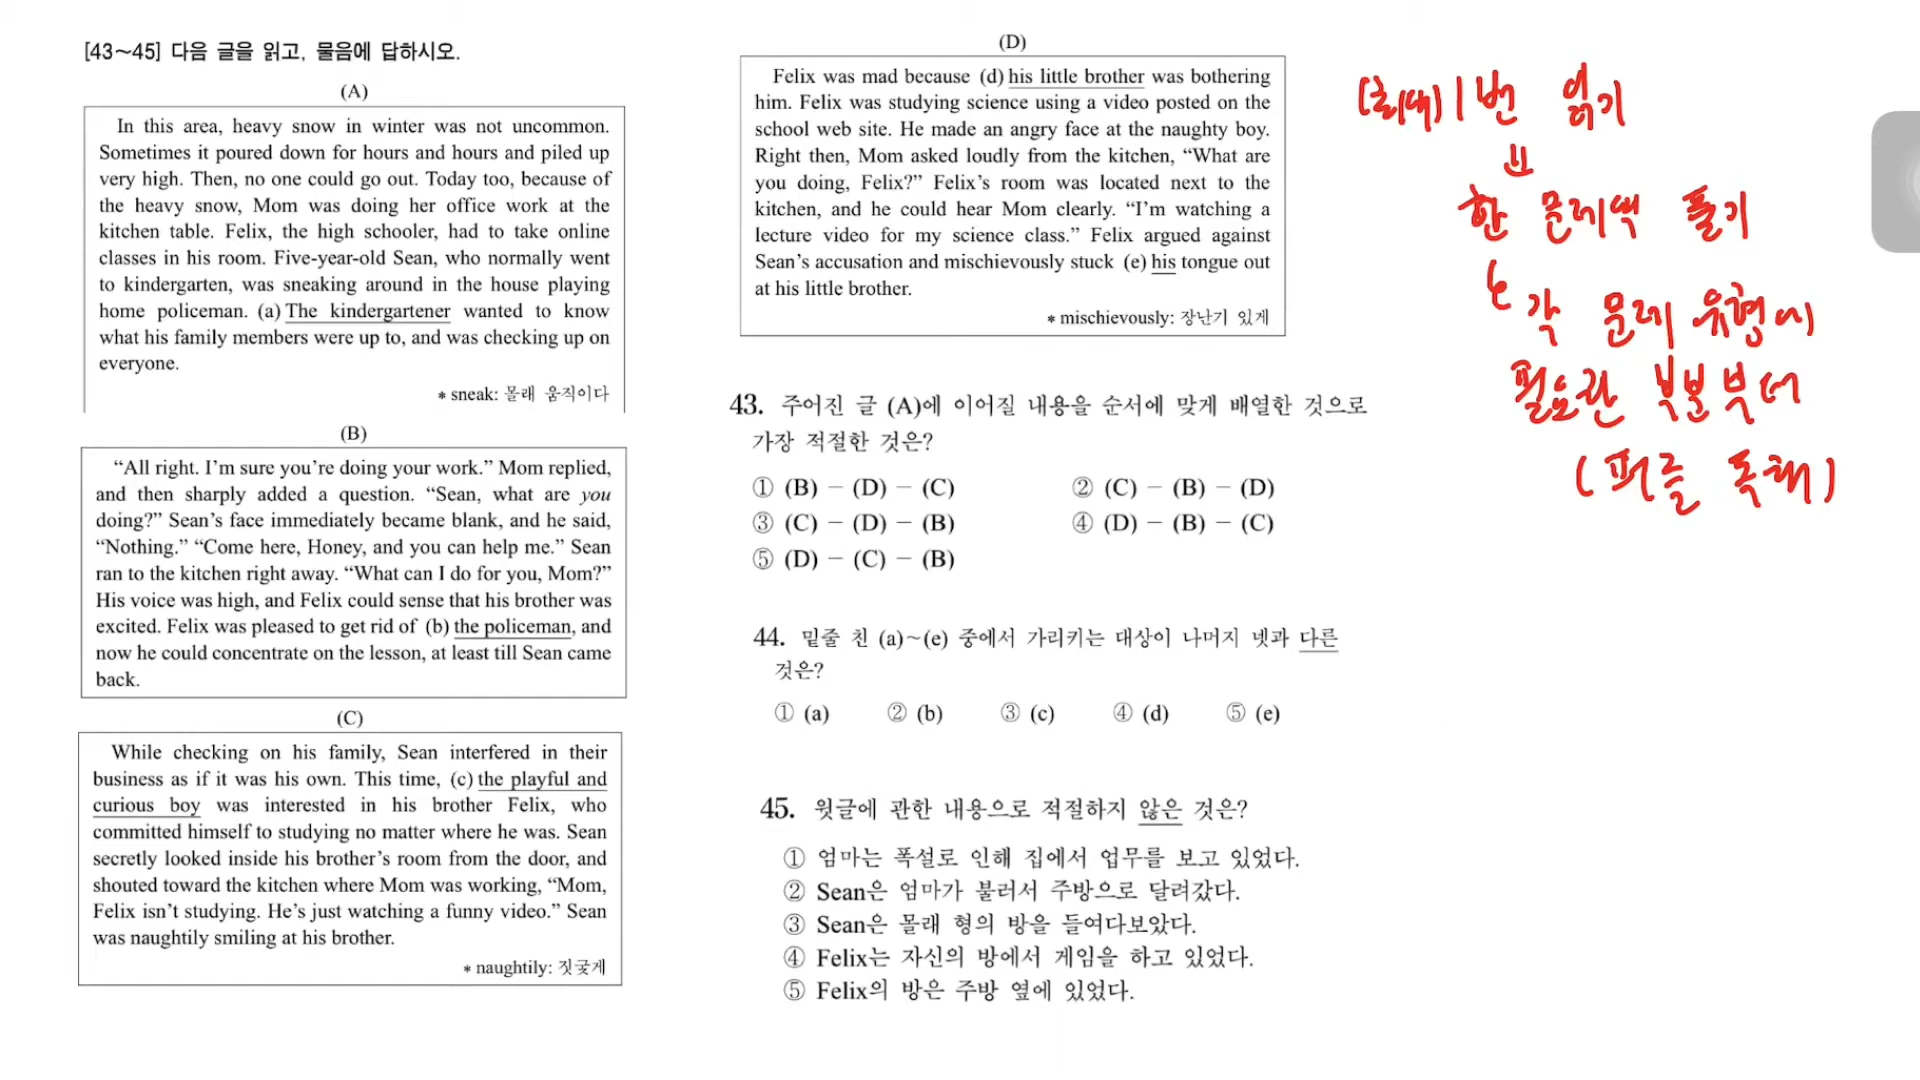 [43~45] 다음 글을 읽고, 물음에 답하시오.
(A)
In this area, heavy snow in winter was not uncommon.
Sometimes it poured down for hours and hours and piled up
very high. Then, no one could go out. Today too, because of
the heavy snow, Mom was doing her office work at the
kitchen table. Felix, the high schooler, had to take online
classes in his room. Five-year-old Sean, who normally went
to kindergarten, was sneaking around in the house playing
home policeman. (a) The kindergartener wanted to know
what his family members were up to, and was checking up on
everyone.
* sneak: 몰래 움직이다
(B)
“All right. I’m sure you’re doing your work.” Mom replied,
and then sharply added a question. “Sean, what are you
doing?” Sean’s face immediately became blank, and he said,
“Nothing.” “Come here, Honey, and you can help me.” Sean
ran to the kitchen right away. “What can I do for you, Mom?”
His voice was high, and Felix could sense that his brother was
excited. Felix was pleased to get rid of (b) the policeman, and
now he could concentrate on the lesson, at least till Sean came
back.
(C)
While checking on his family, Sean interfered in their
business as if it was his own. This time, (c) the playful and
curious boy was interested in his brother Felix, who
committed himself to studying no matter where he was. Sean
secretly looked inside his brother’s room from the door, and
shouted toward the kitchen where Mom was working, “Mom,
Felix isn’t studying. He’s just watching a funny video.” Sean
was naughtily smiling at his brother.
* naughtily: 짓궂게
(D)
Felix was mad because (d) his little brother was bothering
him. Felix was studying science using a video posted on the
school web site. He made an angry face at the naughty boy.
Right then, Mom asked loudly from the kitchen, “What are
you doing, Felix?” Felix’s room was located next to the
kitchen, and he could hear Mom clearly. “I’m watching a
lecture video for my science class.” Felix argued against
Sean’s accusation and mischievously stuck (e) his tongue out
at his little brother.
* mischievously: 장난기 있게
43. 주어진 글 (A)에 이어질 내용을 순서에 맞게 배열한 것으로
가장 적절한 것은?
① (B) - (D) - (C) ② (C) - (B) - (D)
③ (C) - (D) - (B) ④ (D) - (B) - (C)
⑤ (D) - (C) - (B)
44. 밑줄 친 (a)~(e) 중에서 가리키는 대상이 나머지 넷과 다른
것은?
① (a) ② (b) ③ (c) ④ (d) ⑤ (e)
45. 윗글에 관한 내용으로 적절하지 않은 것은?
① 엄마는 폭설로 인해 집에서 업무를 보고 있었다.
② Sean은 엄마가 불러서 주방으로 달려갔다.
③ Sean은 몰래 형의 방을 들여다보았다.
④ Felix는 자신의 방에서 게임을 하고 있었다.
⑤ Felix의 방은 주방 옆에 있었다.
(최대) 1번 읽기
한 문제씩 풀기
각 문제 유형에
필요한 부분부터
(퍼즐 독해)